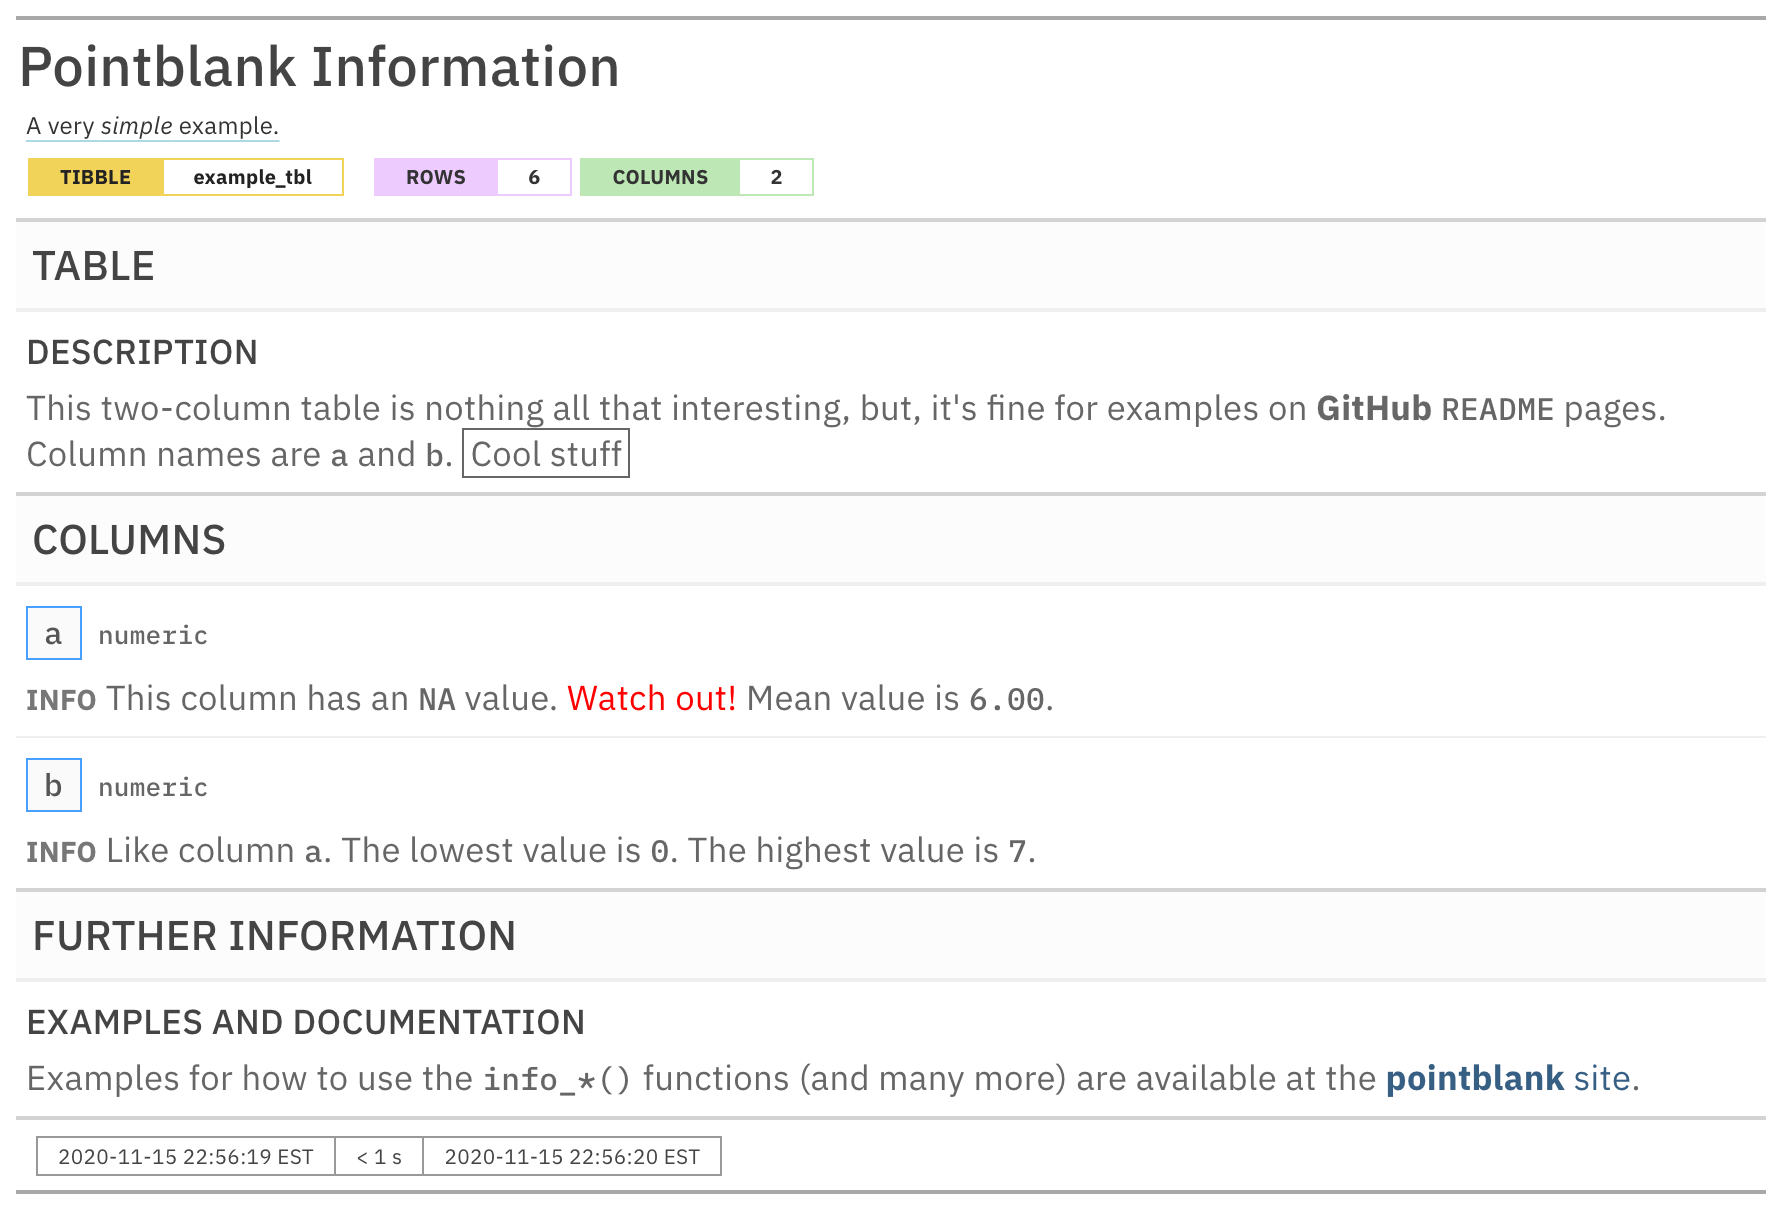 Pointblank Information
A very simple example.
TIBBLE example_tbl ROWS 6 COLUMNS 2
TABLE
DESCRIPTION
This two-column table is nothing all that interesting, but, it's fine for examples on GitHub README pages.
Column names are a and b. Cool stuff
COLUMNS
a numeric
INFO This column has an NA value. Watch out! Mean value is 6.00.
b numeric
INFO Like column a. The lowest value is 0. The highest value is 7.
FURTHER INFORMATION
EXAMPLES AND DOCUMENTATION
Examples for how to use the info_*() functions (and many more) are available at the pointblank site.
2020-11-15 22:56:19 EST < 1 s 2020-11-15 22:56:20 EST